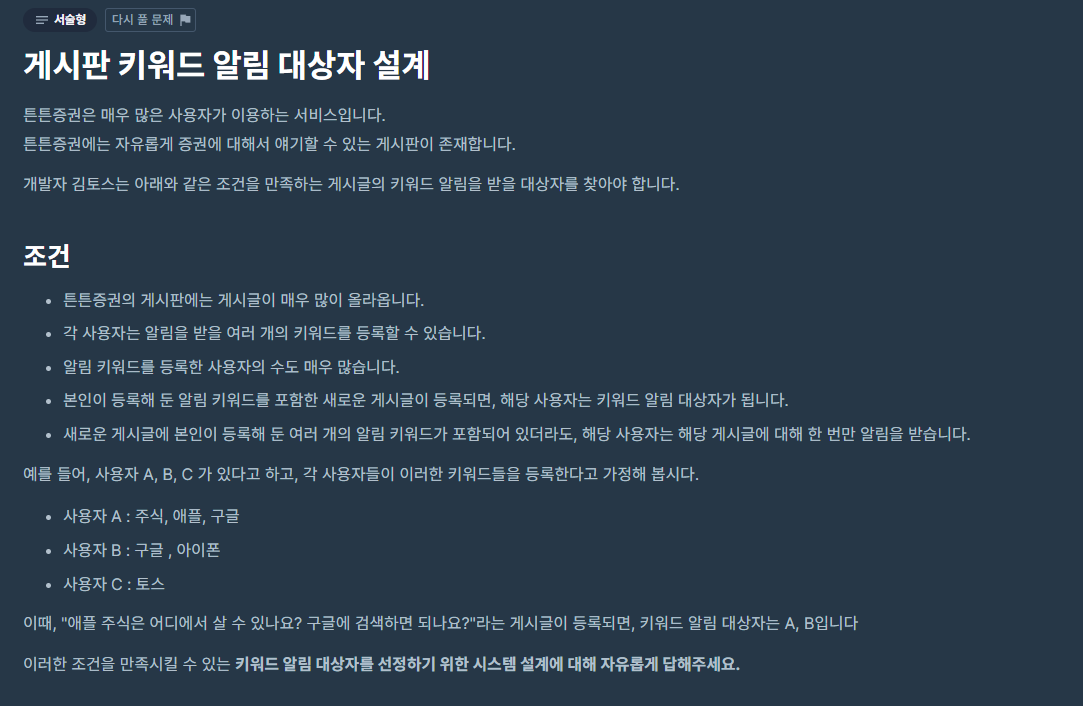 서술형 다시 풀 문제
게시판 키워드 알림 대상자 설계
튼튼증권은 매우 많은 사용자가 이용하는 서비스입니다.
튼튼증권에는 자유롭게 증권에 대해서 얘기할 수 있는 게시판이 존재합니다.
개발자 김토스는 아래와 같은 조건을 만족하는 게시글의 키워드 알림을 받을 대상자를 찾아야 합니다.
조건
• 튼튼증권의 게시판에는 게시글이 매우 많이 올라옵니다.
• 각 사용자는 알림을 받을 여러 개의 키워드를 등록할 수 있습니다.
• 알림 키워드를 등록한 사용자의 수도 매우 많습니다.
• 본인이 등록해 둔 알림 키워드를 포함한 새로운 게시글이 등록되면, 해당 사용자는 키워드 알림 대상자가 됩니다.
• 새로운 게시글에 본인이 등록해 둔 여러 개의 알림 키워드가 포함되어 있더라도, 해당 사용자는 해당 게시글에 대해 한 번만 알림을 받습니다.
예를 들어, 사용자 A, B, C 가 있다고 하고, 각 사용자들이 이러한 키워드들을 등록한다고 가정해 봅시다.
• 사용자 A : 주식, 애플, 구글
• 사용자 B : 구글 , 아이폰
• 사용자 C : 토스
이때, "애플 주식은 어디에서 살 수 있나요? 구글에 검색하면 되나요?"라는 게시글이 등록되면, 키워드 알림 대상자는 A, B입니다
이러한 조건을 만족시킬 수 있는 키워드 알림 대상자를 선정하기 위한 시스템 설계에 대해 자유롭게 답해주세요.